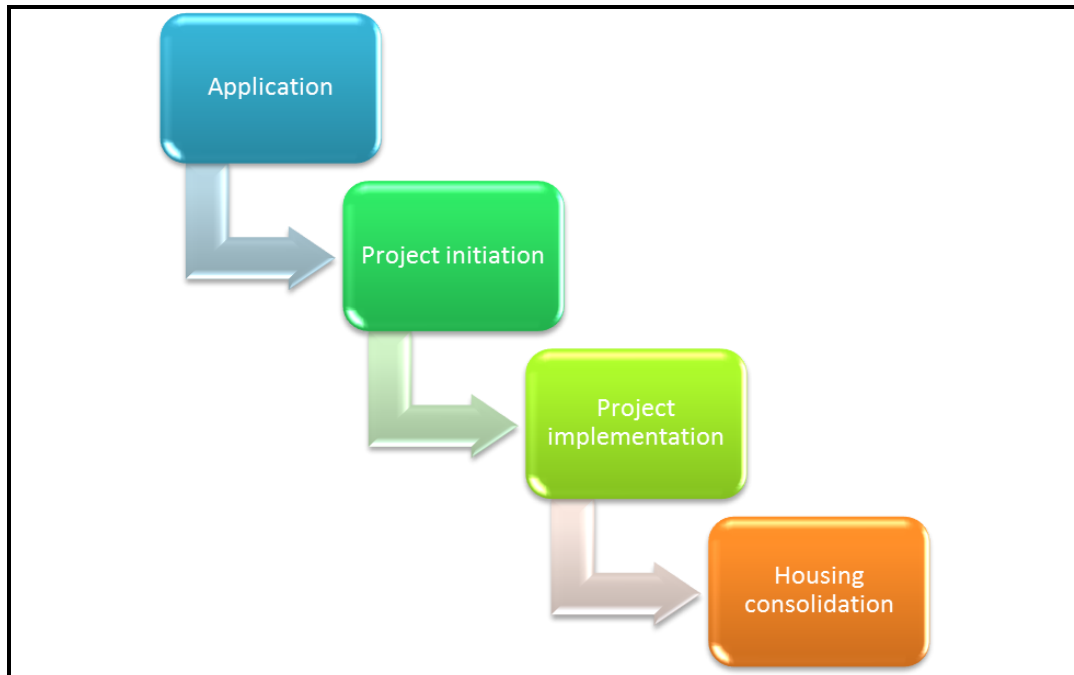 Application
Project initiation
Project
implementation
Housing
consolidation